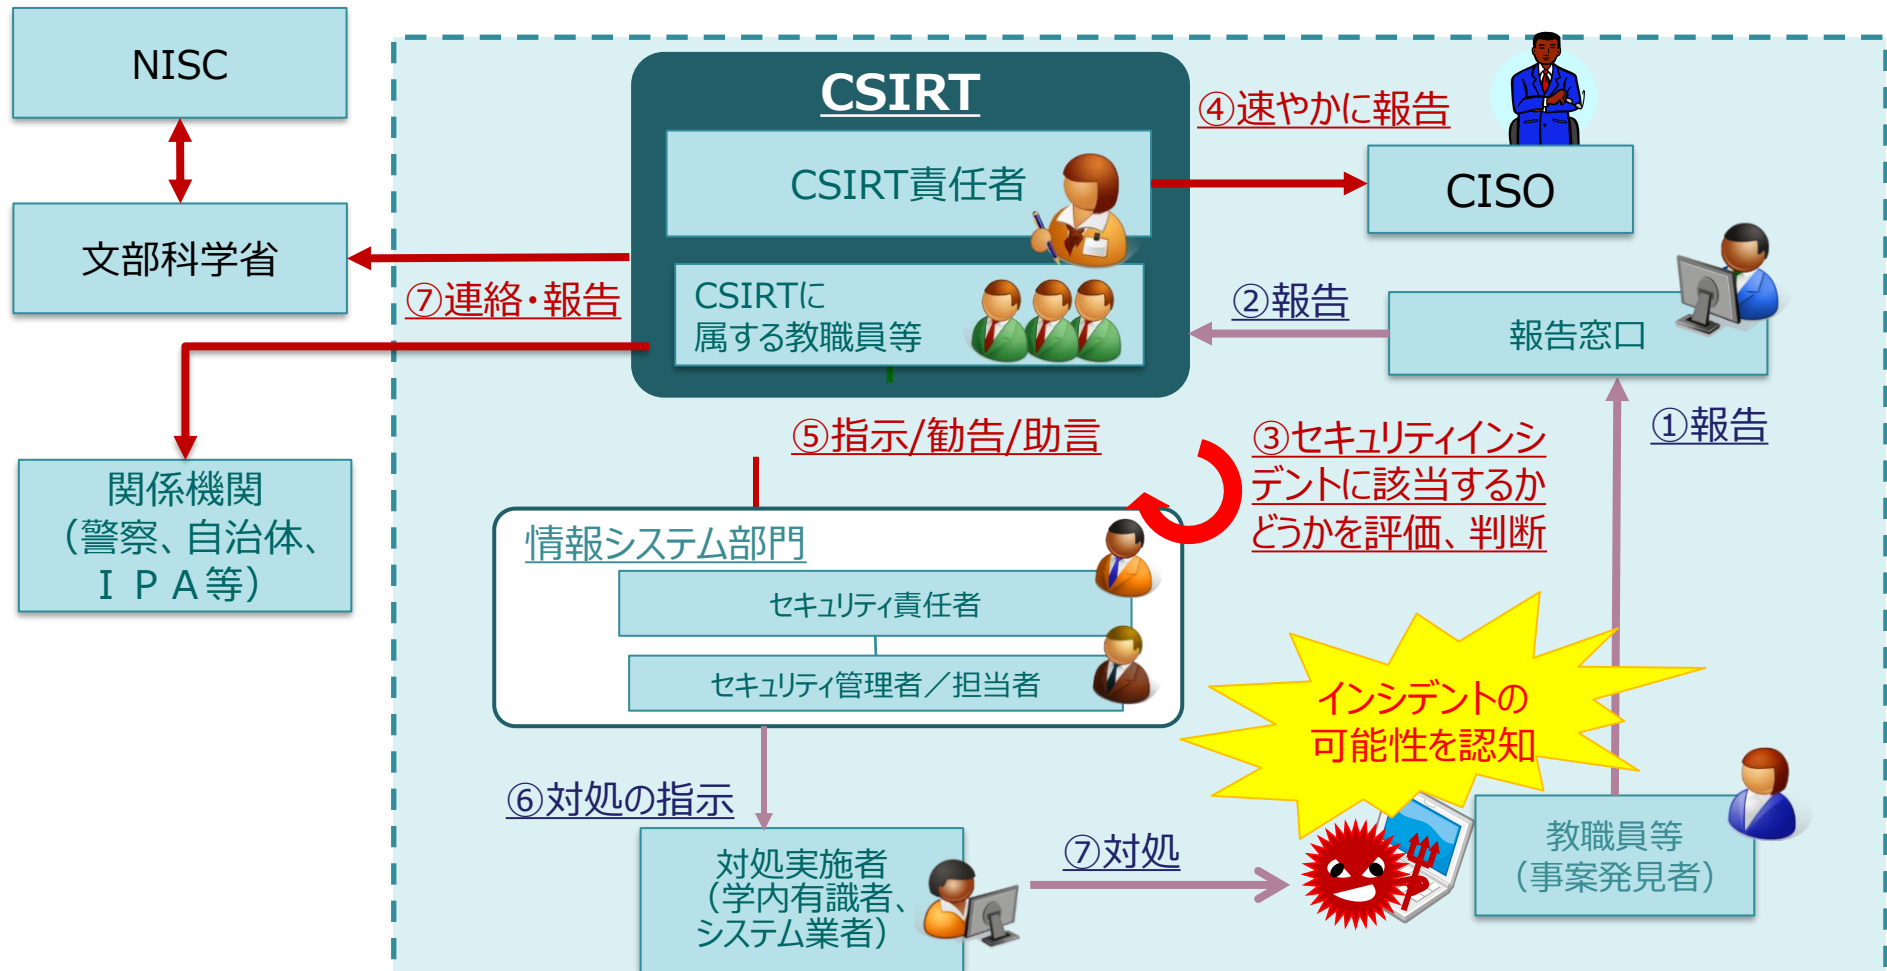 NISC
文部科学省
関係機関
（警察、自治体、
ＩＰＡ等）
CSIRT
CSIRT責任者
CSIRTに
属する教職員等
④速やかに報告
CISO
②報告
報告窓口
①報告
⑦連絡・報告
⑤指示/勧告/助言
③セキュリティインシ
デントに該当するか
どうかを評価、判断
情報システム部門
セキュリティ責任者
セキュリティ管理者／担当者
インシデントの
可能性を認知
⑥対処の指示
対処実施者
（学内有識者、
システム業者）
⑦対処
教職員等
（事案発見者）